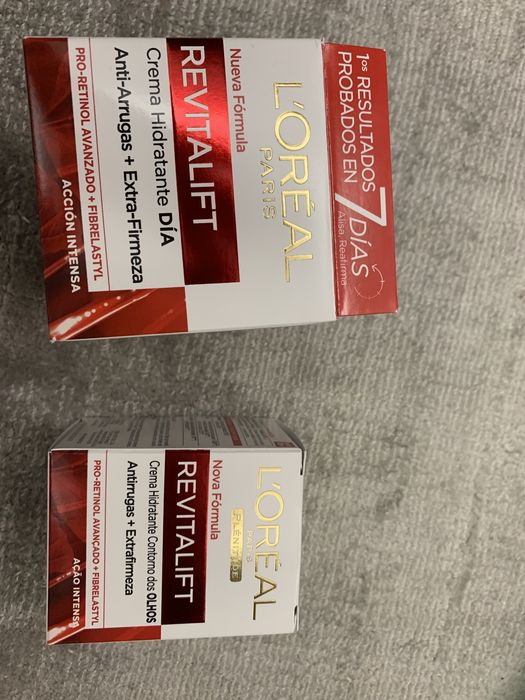 1os RESULTADOS
PROBADOS EN
7 DÍAS
Alisa, Reafirma
L'ORÉAL
PARIS
Nueva Fórmula
REVITALIFT
Crema Hidratante DÍA
Anti-Arrugas + Extra-Firmeza
PRO-RETINOL AVANZADO + FIBRELASTYL
ACCIÓN INTENSA
L'ORÉAL
PARIS
PLÉNITUDE
Nova Fórmula
REVITALIFT
Crema Hidratante Contorno dos OLHOS
Antirrugas + Extrafirmeza
PRO-RETINOL AVANÇADO + FIBRELASTYL
AÇÃO INTENSA